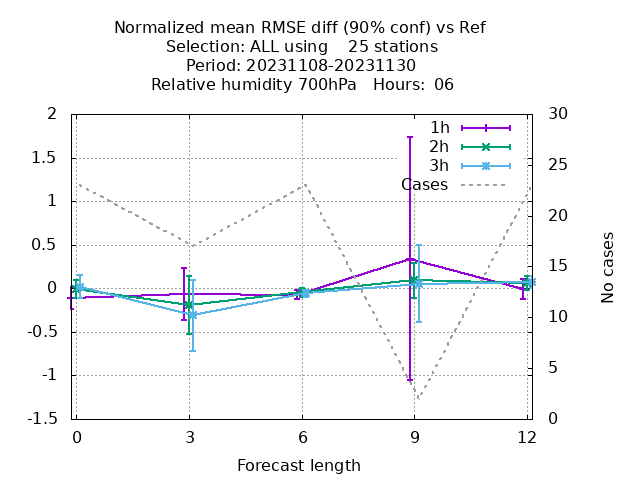 Normalized mean RMSE diff (90% conf) vs Ref
Selection: ALL using    25 stations
Period: 20231108-20231130
Relative humidity 700hPa   Hours:  06
1h
2h
3h
Cases
2
1.5
1
0.5
0
-0.5
-1
-1.5
30
25
20
15
10
5
0
No cases
0 3 6 9 12
Forecast length